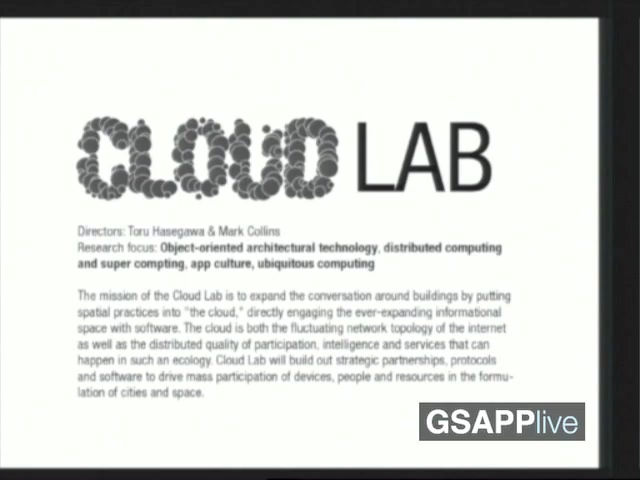 CLOUD LAB
Directors: Toru Hasegawa & Mark Collins
Research focus: Object-oriented architectural technology, distributed computing
and super compting, app culture, ubiquitous computing
The mission of the Cloud Lab is to expand the conversation around buildings by putting
spatial practices into "the cloud," directly engaging the ever-expanding informational
space with software. The cloud is both the fluctuating network topology of the internet
as well as the distributed quality of participation, intelligence and services that can
happen in such an ecology. Cloud Lab will build out strategic partnerships, protocols
and software to drive mass participation of devices, people and resources in the formu-
lation of cities and space.
GSAPPlive